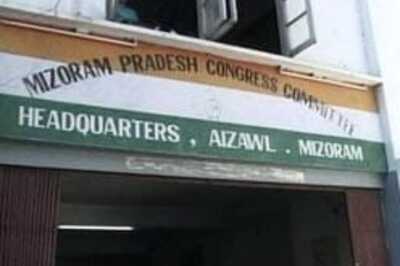 MIZORAM PRADESH CONGRESS COMMITTEE
HEADQUARTERS , AIZAWL . MIZORAM